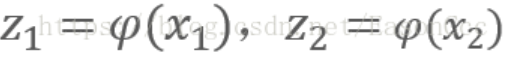 z₁ = φ(x₁), z₂ = φ(x₂)